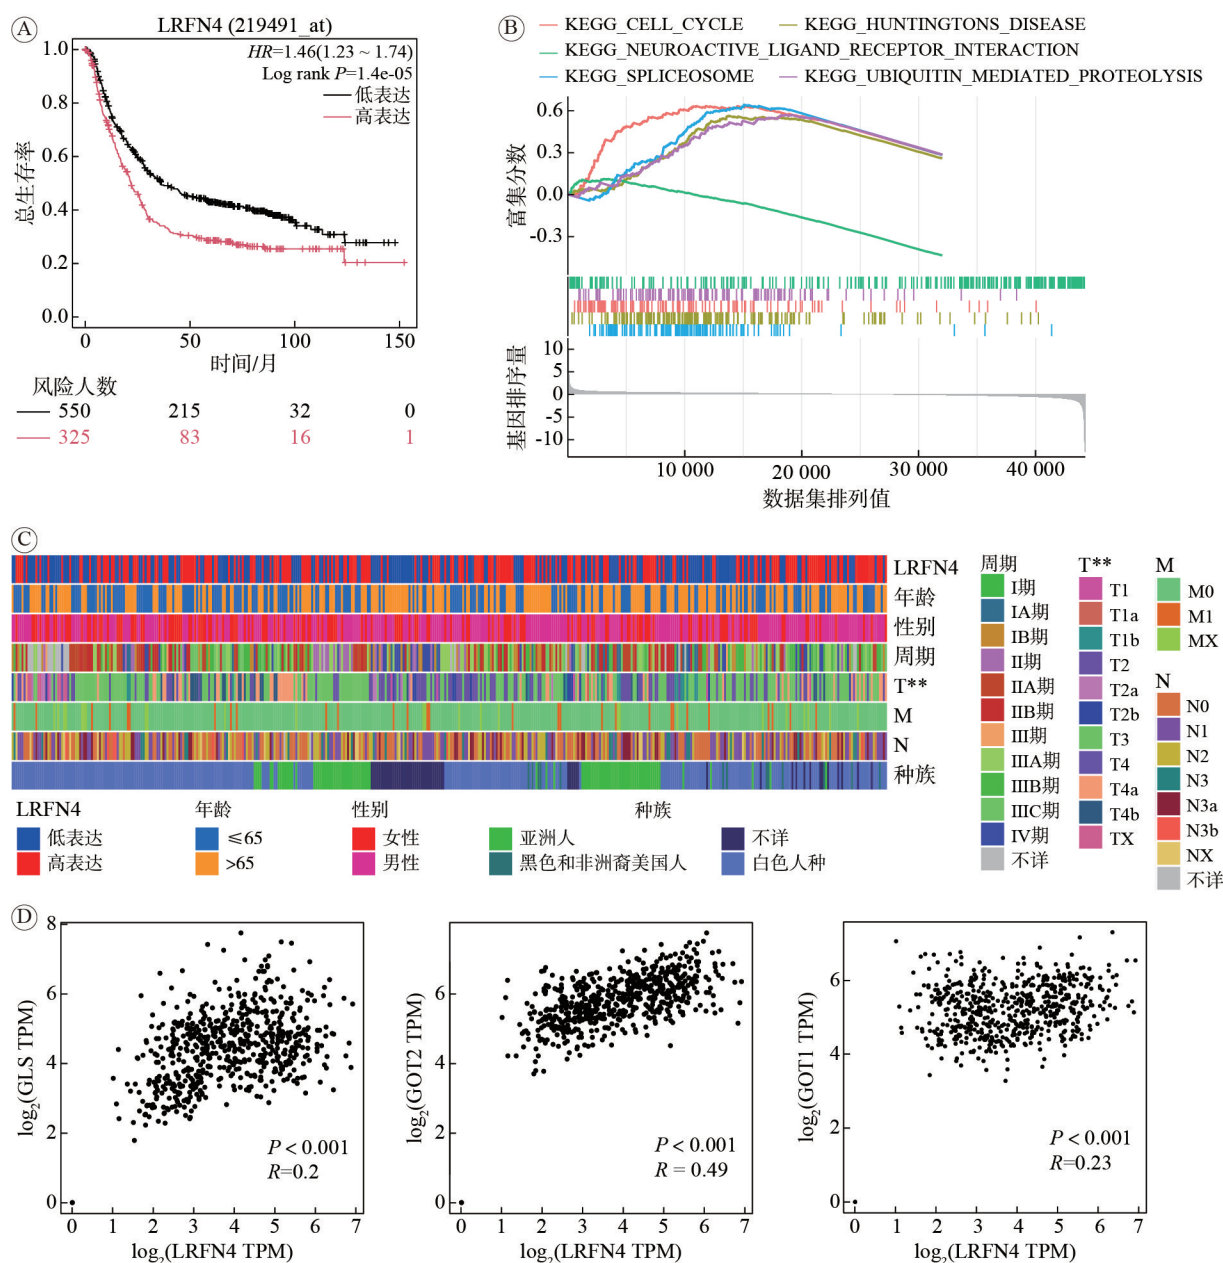 A
LRFN4 (219491_at)
HR=1.46(1.23 ~ 1.74)
Log rank P=1.4e-05
低表达
高表达
总生存率
1.0
0.8
0.6
0.4
0.2
0.0
0 50 100 150
时间/月
风险人数
550 215 32 0
325 83 16 1
B
KEGG_CELL_CYCLE KEGG_HUNTINGTONS_DISEASE
KEGG_NEUROACTIVE_LIGAND_RECEPTOR_INTERACTION
KEGG_SPLICEOSOME KEGG_UBIQUITIN_MEDIATED_PROTEOLYSIS
富集分数
0.6
0.3
0.0
-0.3
基因排序量
10
5
0
-5
-10
10 000 20 000 30 000 40 000
数据集排列值
C
LRFN4
年龄
性别
周期
T**
M
N
种族
LRFN4
低表达
高表达
年龄
≤65
>65
性别
女性
男性
种族
亚洲人
黑色和非洲裔美国人
不详
白色人种
周期
I期
IA期
IB期
II期
IIA期
IIB期
III期
IIIA期
IIIB期
IIIC期
IV期
不详
T**
T1
T1a
T1b
T2
T2a
T2b
T3
T4
T4a
T4b
TX
M
M0
M1
MX
N
N0
N1
N2
N3
N3a
N3b
NX
不详
D
log₂(GLS TPM)
8
6
4
2
0
P < 0.001
R=0.2
0 1 2 3 4 5 6 7
log₂(LRFN4 TPM)
log₂(GOT2 TPM)
6
4
2
0
P < 0.001
R = 0.49
0 1 2 3 4 5 6 7
log₂(LRFN4 TPM)
log₂(GOT1 TPM)
6
4
2
0
P < 0.001
R=0.23
0 1 2 3 4 5 6 7
log₂(LRFN4 TPM)